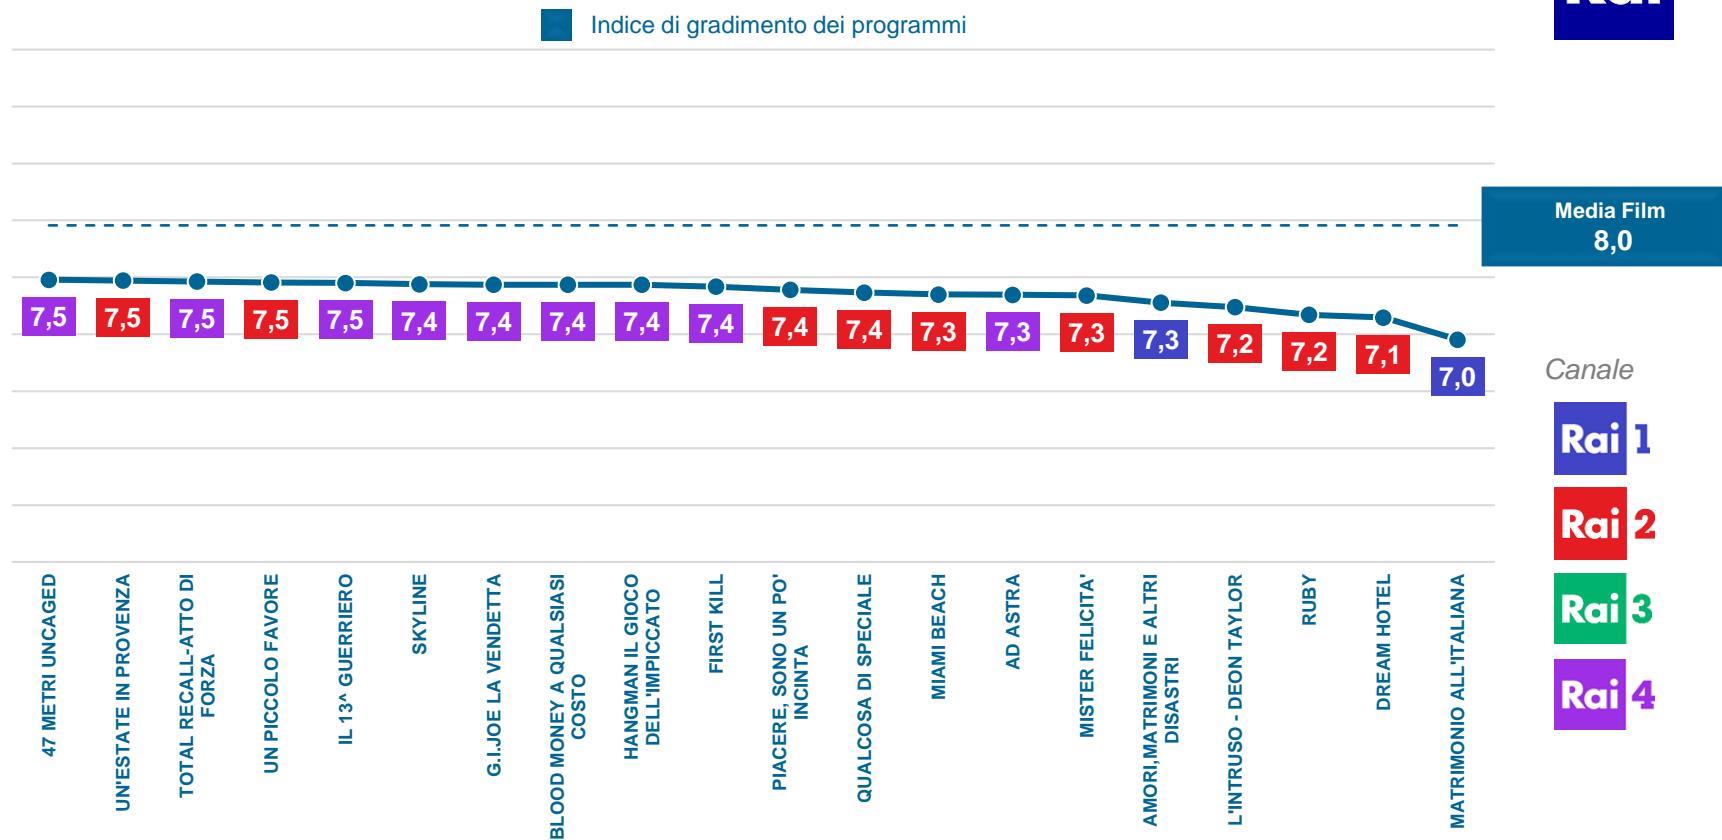 Rai
Indice di gradimento dei programmi
Media Film
8,0
7,5
7,5
7,5
7,5
7,5
7,4
7,4
7,4
7,4
7,4
7,4
7,4
7,3
7,3
7,3
7,3
7,2
7,2
7,1
7,0
Canale
Rai 1
Rai 2
Rai 3
Rai 4
47 METRI UNCAGED
UN'ESTATE IN PROVENZA
TOTAL RECALL-ATTO DI
FORZA
UN PICCOLO FAVORE
IL 13^ GUERRIERO
SKYLINE
G.I.JOE LA VENDETTA
BLOOD MONEY A QUALSIASI
COSTO
HANGMAN IL GIOCO
DELL'IMPICCATO
FIRST KILL
PIACERE, SONO UN PO'
INCINTA
QUALCOSA DI SPECIALE
MIAMI BEACH
AD ASTRA
MISTER FELICITA'
AMORI,MATRIMONI E ALTRI
DISASTRI
L'INTRUSO - DEON TAYLOR
RUBY
DREAM HOTEL
MATRIMONIO ALL'ITALIANA